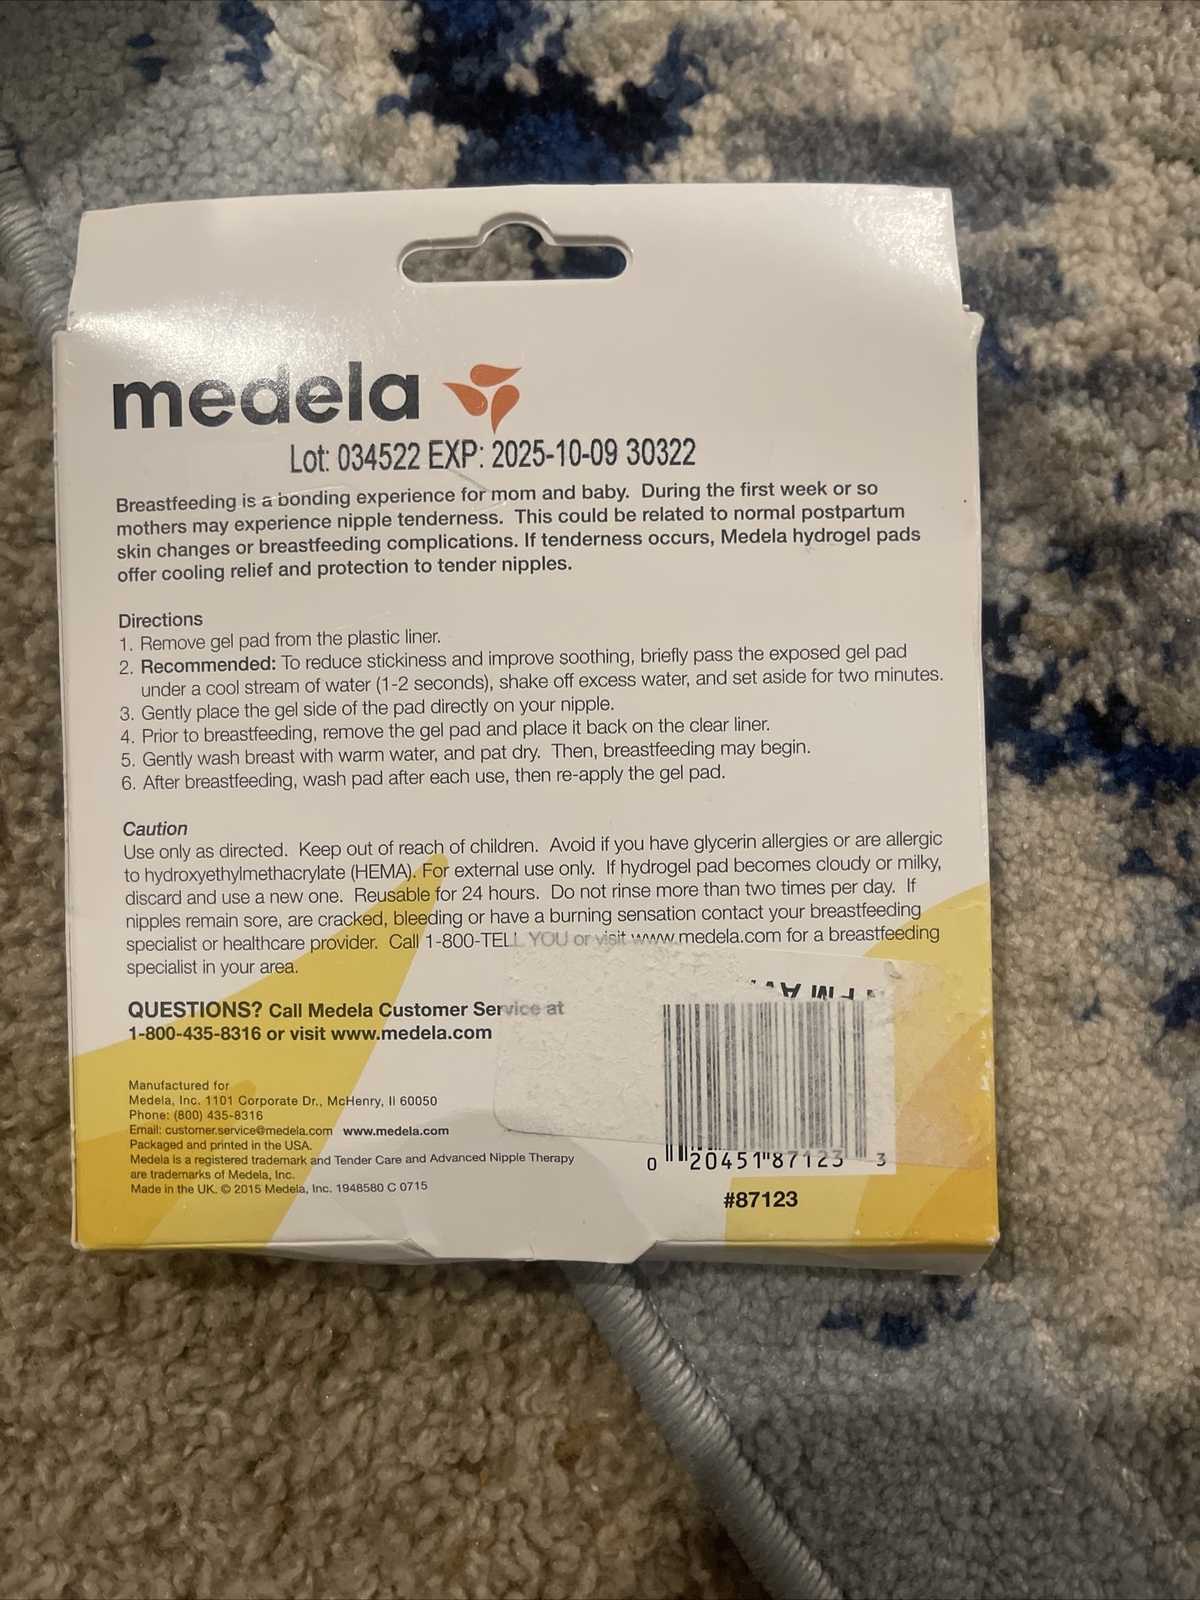 medela
Lot: 034522 EXP: 2025-10-09 30322
Breastfeeding is a bonding experience for mom and baby. During the first week or so
mothers may experience nipple tenderness. This could be related to normal postpartum
skin changes or breastfeeding complications. If tenderness occurs, Medela hydrogel pads
offer cooling relief and protection to tender nipples.
Directions
1. Remove gel pad from the plastic liner.
2. Recommended: To reduce stickiness and improve soothing, briefly pass the exposed gel pad
under a cool stream of water (1-2 seconds), shake off excess water, and set aside for two minutes.
3. Gently place the gel side of the pad directly on your nipple.
4. Prior to breastfeeding, remove the gel pad and place it back on the clear liner.
5. Gently wash breast with warm water, and pat dry. Then, breastfeeding may begin.
6. After breastfeeding, wash pad after each use, then re-apply the gel pad.
Caution
Use only as directed. Keep out of reach of children. Avoid if you have glycerin allergies or are allergic
to hydroxyethylmethacrylate (HEMA). For external use only. If hydrogel pad becomes cloudy or milky,
discard and use a new one. Reusable for 24 hours. Do not rinse more than two times per day. If
nipples remain sore, are cracked, bleeding or have a burning sensation contact your breastfeeding
specialist or healthcare provider. Call 1-800-TELL YOU or visit www.medela.com for a breastfeeding
specialist in your area.
QUESTIONS? Call Medela Customer Service at
1-800-435-8316 or visit www.medela.com
Manufactured for
Medela, Inc. 1101 Corporate Dr., McHenry, Il 60050
Phone: (800) 435-8316
Email: customer.service@medela.com www.medela.com
Packaged and printed in the USA.
Medela is a registered trademark and Tender Care and Advanced Nipple Therapy
are trademarks of Medela, Inc.
Made in the UK. © 2015 Medela, Inc. 1948580 C 0715
0 20451 87123 3
#87123